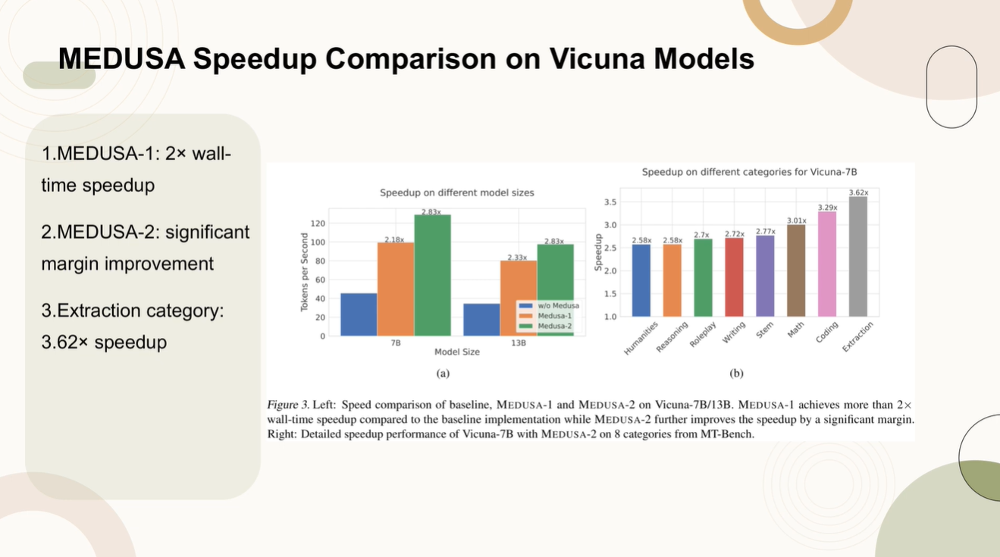 MEDUSA Speedup Comparison on Vicuna Models
1.MEDUSA-1: 2× wall-
time speedup
2.MEDUSA-2: significant
margin improvement
3.Extraction category:
3.62× speedup
Speedup on different model sizes
Tokens per Second
120
100
80
60
40
20
0
2.18x
2.83x
2.33x
2.83x
w/o Medusa
Medusa-1
Medusa-2
7B
13B
Model Size
(a)
Speedup on different categories for Vicuna-7B
Speedup
3.5
3.0
2.5
2.0
1.5
1.0
2.58x
2.58x
2.7x
2.72x
2.77x
3.01x
3.29x
3.62x
Humanities
Reasoning
Roleplay
Writing
Stem
Math
Coding
Extraction
(b)
Figure 3. Left: Speed comparison of baseline, MEDUSA-1 and MEDUSA-2 on Vicuna-7B/13B. MEDUSA-1 achieves more than 2×
wall-time speedup compared to the baseline implementation while MEDUSA-2 further improves the speedup by a significant margin.
Right: Detailed speedup performance of Vicuna-7B with MEDUSA-2 on 8 categories from MT-Bench.